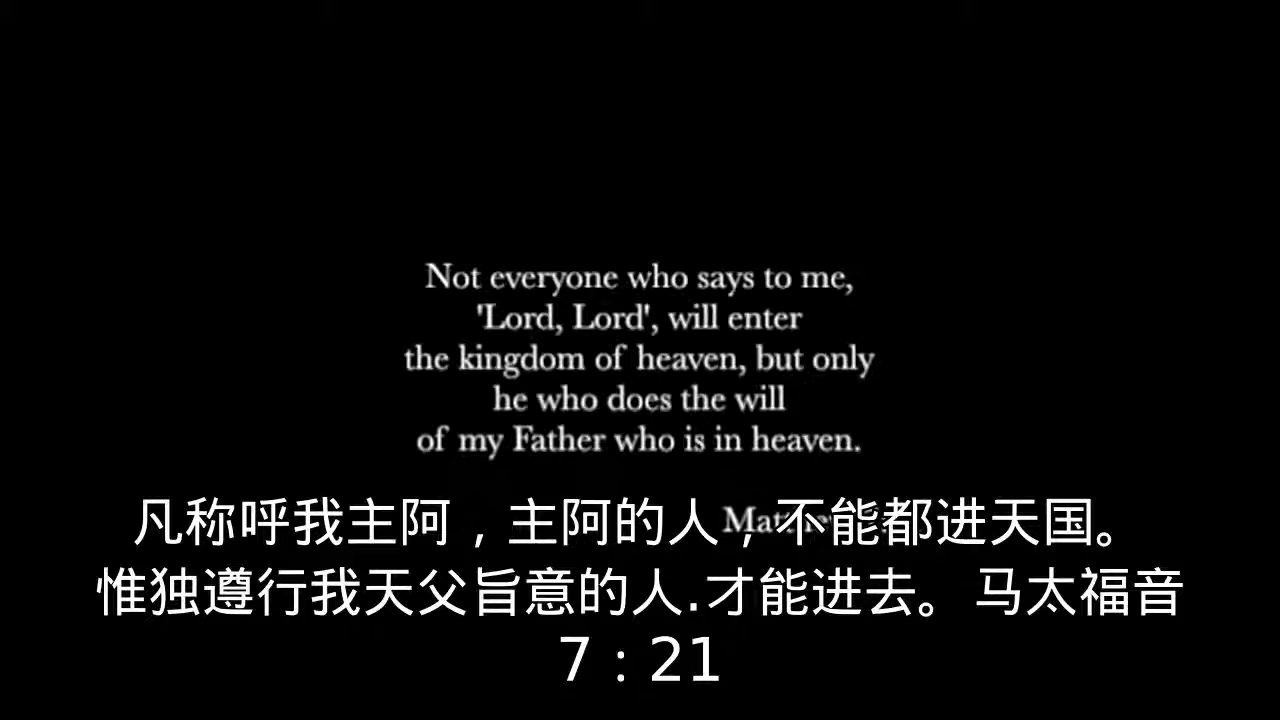 Not everyone who says to me,
'Lord, Lord', will enter
the kingdom of heaven, but only
he who does the will
of my Father who is in heaven.
凡称呼我主阿，主阿的人，不能都进天国。
惟独遵行我天父旨意的人.才能进去。马太福音
7：21